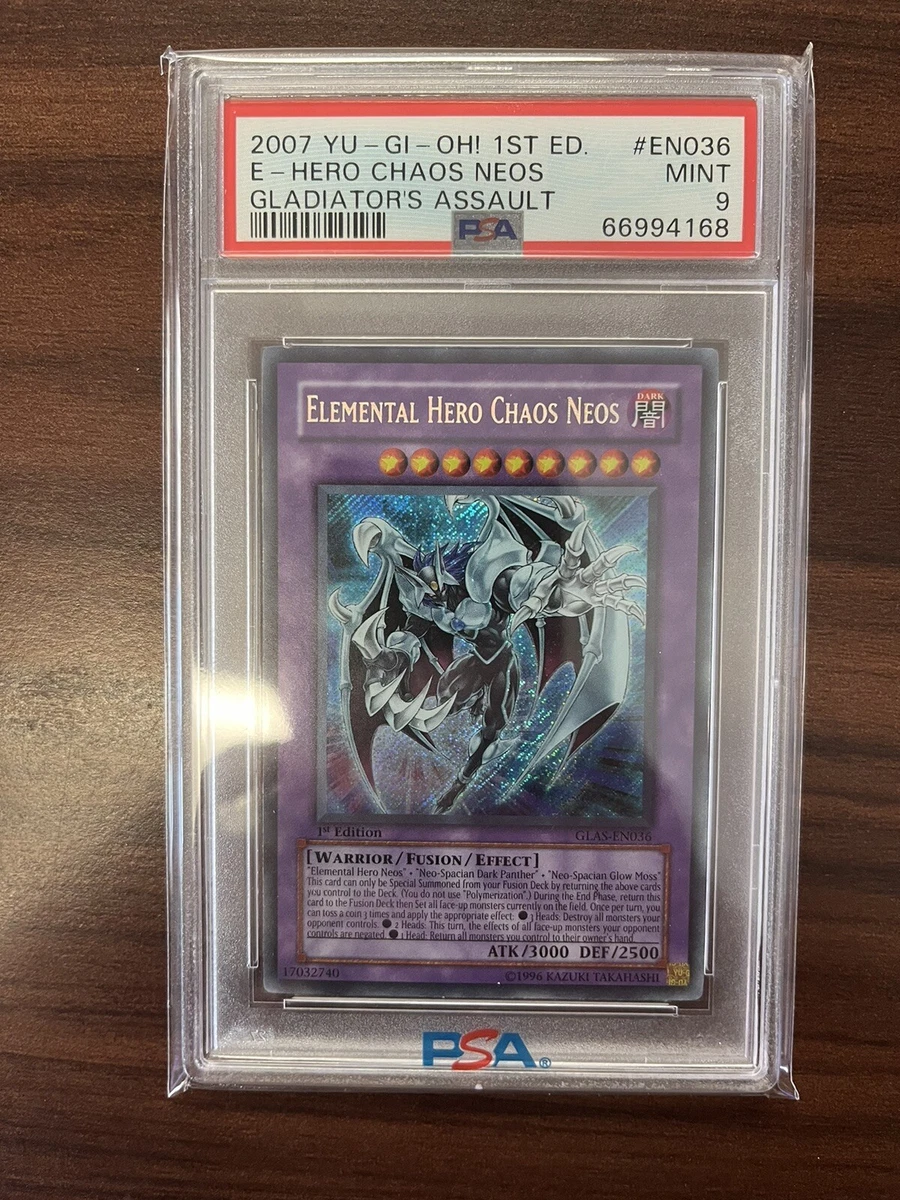 2007 YU-GI-OH! 1ST ED. #EN036
E-HERO CHAOS NEOS MINT
GLADIATOR'S ASSAULT 9
PSA 66994168
ELEMENTAL HERO CHAOS NEOS
DARK
闇
1st Edition GLAS-EN036
[WARRIOR/FUSION/EFFECT]
"Elemental Hero Neos" • "Neo-Spacian Dark Panther" • "Neo-Spacian Glow Moss"
This card can only be Special Summoned from your Fusion Deck by returning the above cards
you control to the Deck. (You do not use "Polymerization".) During the End Phase, return this
card to the Fusion Deck then Set all face-up monsters currently on the field. Once per turn, you
can toss a coin 3 times and apply the appropriate effect: ● 3 Heads: Destroy all monsters your
opponent controls. ● 2 Heads: This turn, the effects of all face-up monsters your opponent
controls are negated. ● 1 Head: Return all monsters you control to their owner's hand.
ATK/3000 DEF/2500
17032740 ©1996 KAZUKI TAKAHASHI
PSA®